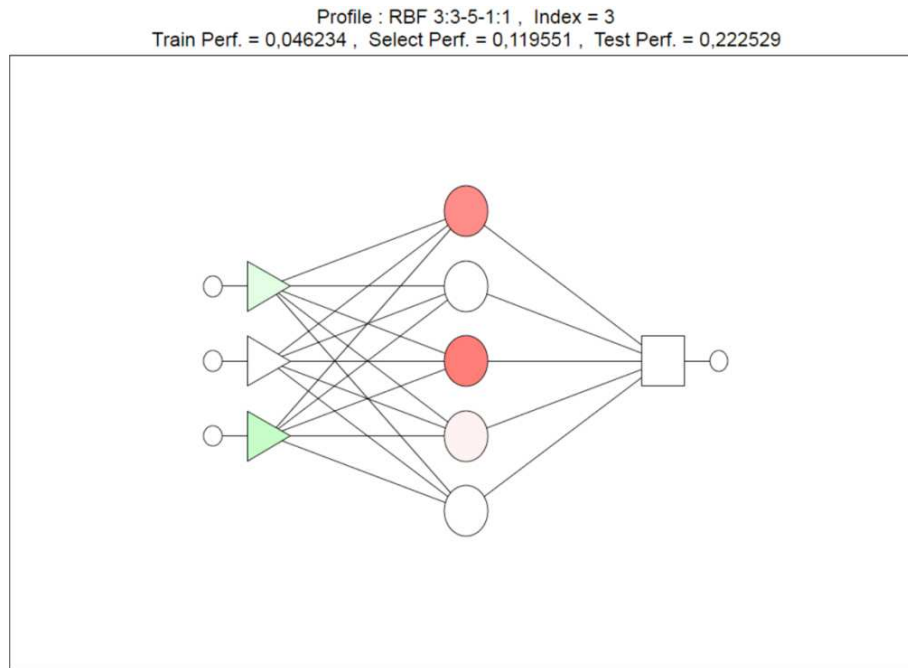 Profile : RBF 3:3-5-1:1 , Index = 3
Train Perf. = 0,046234 , Select Perf. = 0,119551 , Test Perf. = 0,222529